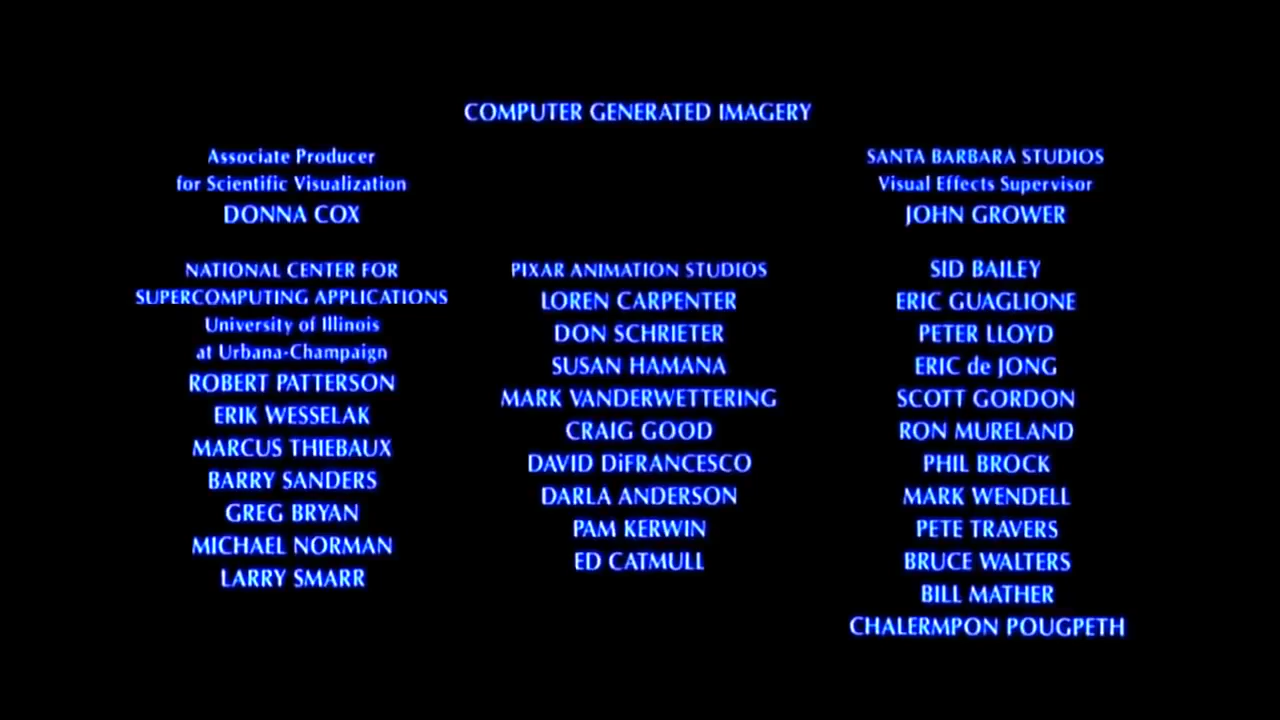 COMPUTER GENERATED IMAGERY
Associate Producer
for Scientific Visualization
DONNA COX
NATIONAL CENTER FOR
SUPERCOMPUTING APPLICATIONS
University of Illinois
at Urbana-Champaign
ROBERT PATTERSON
ERIK WESSELAK
MARCUS THIEBAUX
BARRY SANDERS
GREG BRYAN
MICHAEL NORMAN
LARRY SMARR
PIXAR ANIMATION STUDIOS
LOREN CARPENTER
DON SCHRIETER
SUSAN HAMANA
MARK VANDERWETTERING
CRAIG GOOD
DAVID DiFRANCESCO
DARLA ANDERSON
PAM KERWIN
ED CATMULL
SANTA BARBARA STUDIOS
Visual Effects Supervisor
JOHN GROWER
SID BAILEY
ERIC GUAGLIONE
PETER LLOYD
ERIC de JONG
SCOTT GORDON
RON MURELAND
PHIL BROCK
MARK WENDELL
PETE TRAVERS
BRUCE WALTERS
BILL MATHER
CHALERMPON POUGPETH